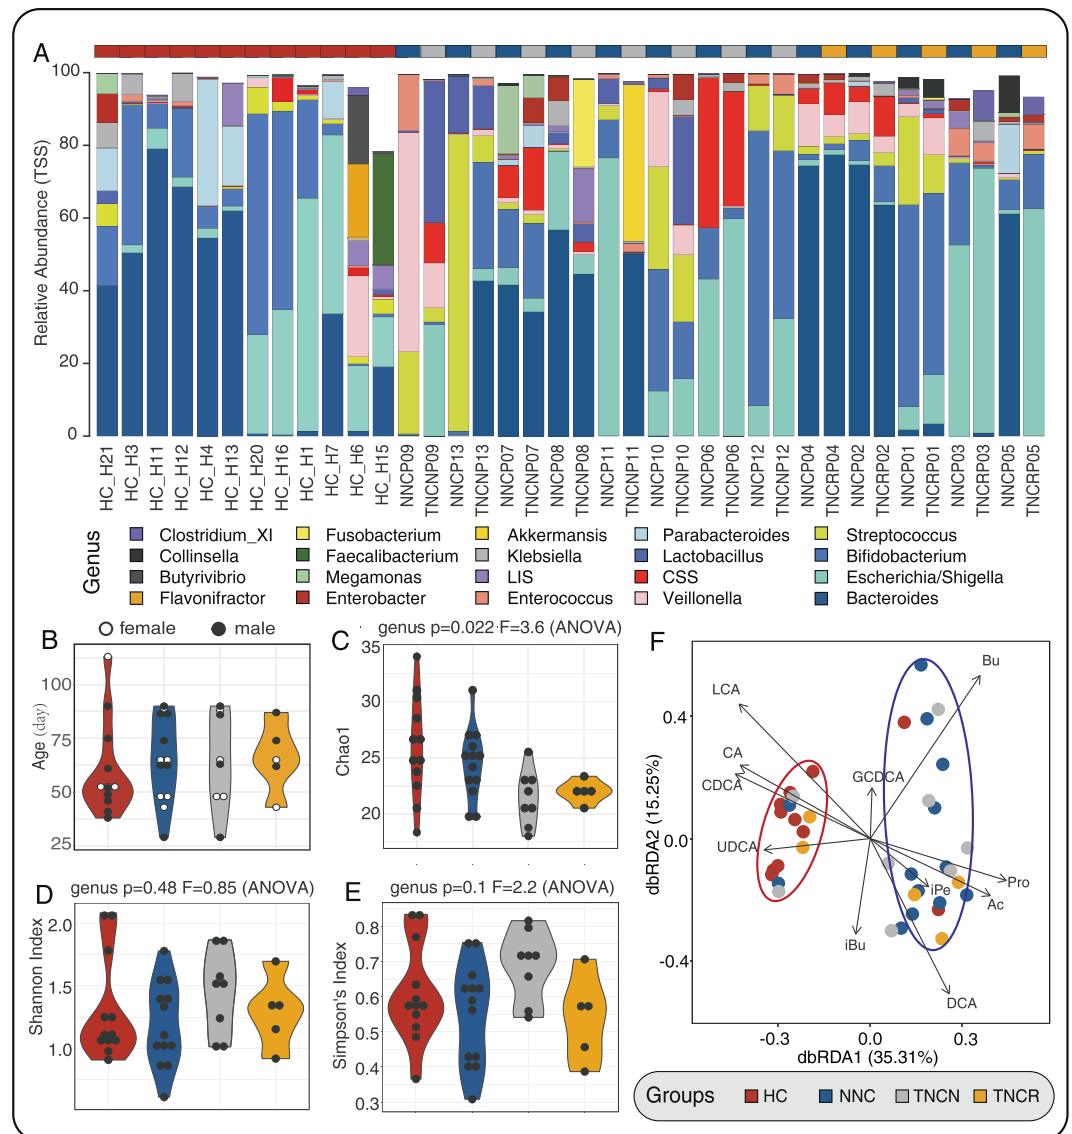 A
Relative Abundance (TSS)
100
80
60
40
20
0
HC_H21
HC_H3
HC_H11
HC_H12
HC_H4
HC_H13
HC_H20
HC_H16
HC_H1
HC_H7
HC_H6
HC_H15
NNCP09
TNCNP09
NNCP13
TNCNP13
NNCP07
TNCNP07
NNCP08
TNCNP08
NNCP11
TNCNP11
NNCP10
TNCNP10
NNCP06
TNCNP06
NNCP12
TNCNP12
NNCP04
TNCRP04
NNCP02
TNCRP02
NNCP01
TNCRP01
NNCP03
TNCRP03
NNCP05
TNCRP05
Genus
Clostridium_XI Fusobacterium Akkermansis Parabacteroides Streptococcus
Collinsella Faecalibacterium Klebsiella Lactobacillus Bifidobacterium
Butyrivibrio Megamonas LIS CSS Escherichia/Shigella
Flavonifractor Enterobacter Enterococcus Veillonella Bacteroides
B female male
Age (day)
100
75
50
25
C genus p=0.022 F=3.6 (ANOVA)
Chao1
35
30
25
20
D genus p=0.48 F=0.85 (ANOVA)
Shannon Index
2.0
1.5
1.0
E genus p=0.1 F=2.2 (ANOVA)
Simpson's Index
0.8
0.7
0.6
0.5
0.4
0.3
F
dbRDA2 (15.25%)
0.4
0.0
-0.4
Bu
LCA
CA
CDCA
GCDCA
UDCA
iPe
Pro
Ac
iBu
DCA
-0.3 0.0 0.3
dbRDA1 (35.31%)
Groups HC NNC TNCN TNCR